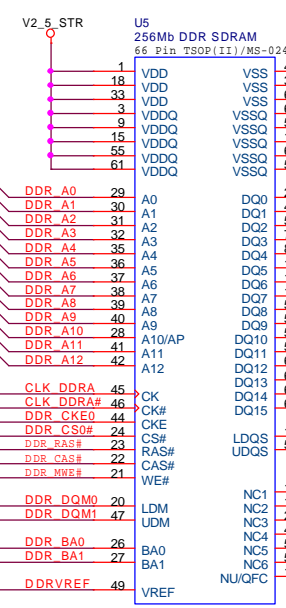 V2_5_STR
U5
256Mb DDR SDRAM
66 Pin TSOP(II)/MS-024
1 VDD VSS
18 VDD VSS
33 VDD VSS
3 VDDQ VSSQ
9 VDDQ VSSQ
15 VDDQ VSSQ
55 VDDQ VSSQ
61 VDDQ VSSQ
DDR_A0 29 A0 DQ0
DDR_A1 30 A1 DQ1
DDR_A2 31 A2 DQ2
DDR_A3 32 A3 DQ3
DDR_A4 35 A4 DQ4
DDR_A5 36 A5 DQ5
DDR_A6 37 A6 DQ6
DDR_A7 38 A7 DQ7
DDR_A8 39 A8 DQ8
DDR_A9 40 A9 DQ9
DDR_A10 28 A10/AP DQ10
DDR_A11 41 A11 DQ11
DDR_A12 42 A12 DQ12
DQ13
CLK_DDRA 45 CK DQ14
CLK_DDRA# 46 CK# DQ15
DDR_CKE0 44 CKE
DDR_CS0# 24 CS# LDQS
DDR_RAS# 23 RAS# UDQS
DDR_CAS# 22 CAS#
DDR_MWE# 21 WE#
NC1
DDR_DQM0 20 LDM NC2
DDR_DQM1 47 UDM NC3
NC4
DDR_BA0 26 BA0 NC5
DDR_BA1 27 BA1 NC6
NU/QFC
DDRVREF 49 VREF